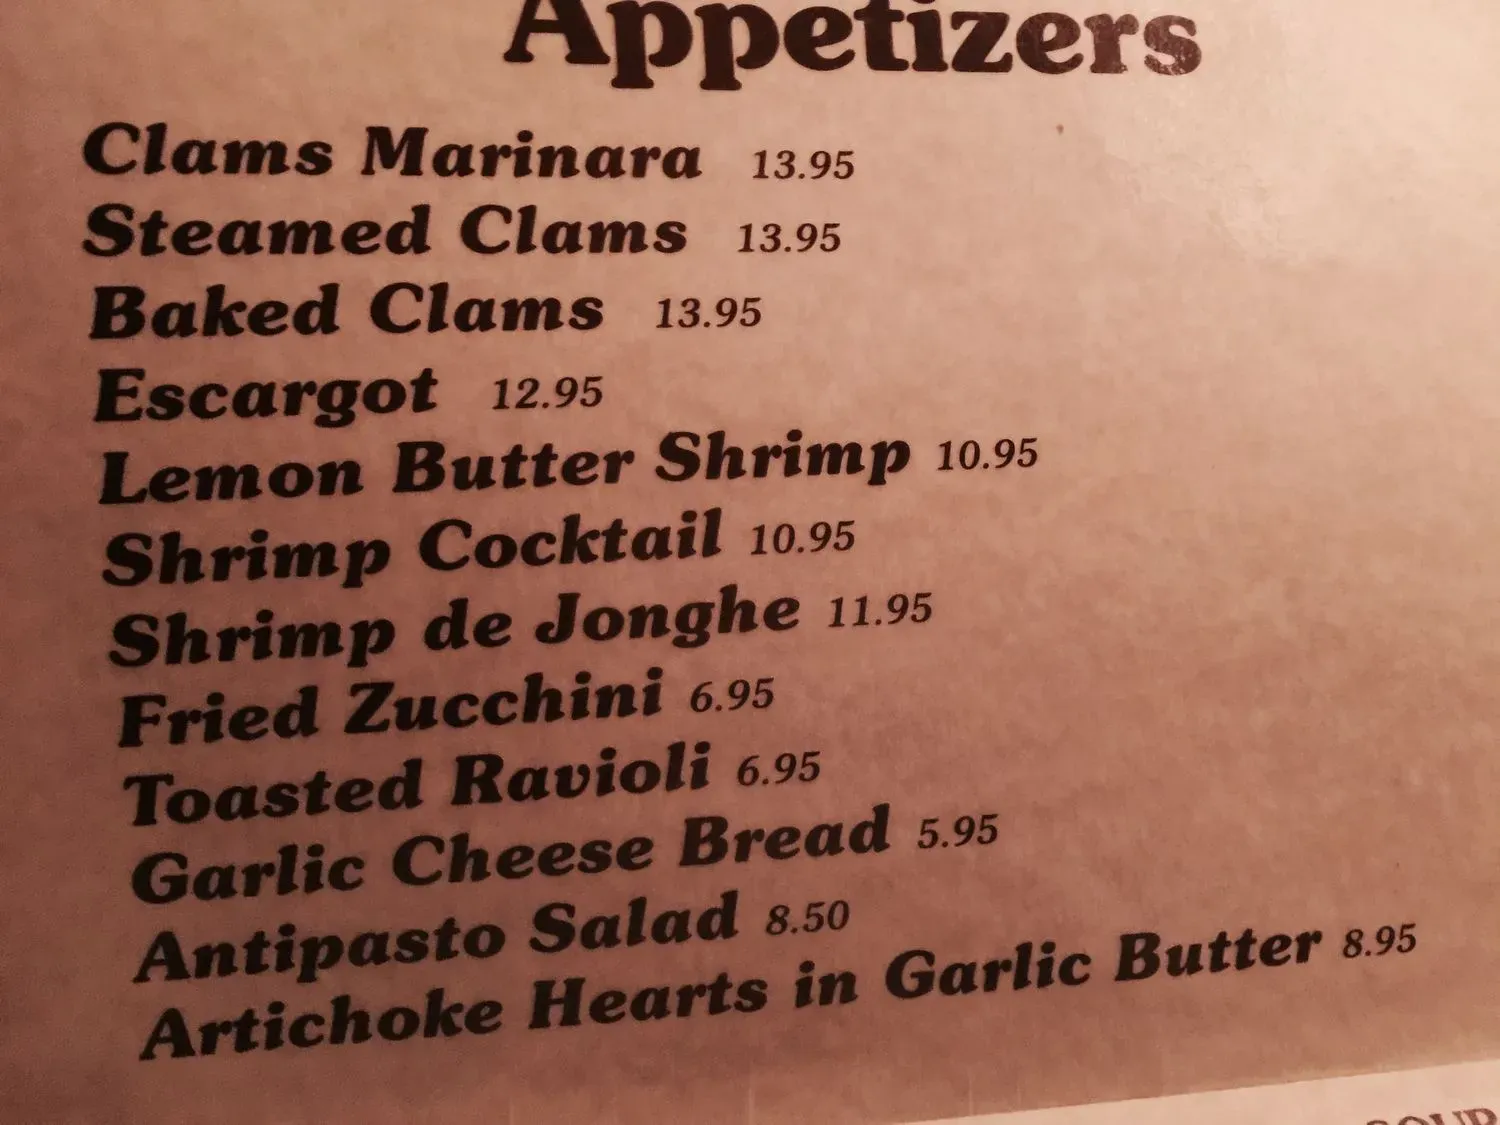 Appetizers
Clams Marinara 13.95
Steamed Clams 13.95
Baked Clams 13.95
Escargot 12.95
Lemon Butter Shrimp 10.95
Shrimp Cocktail 10.95
Shrimp de Jonghe 11.95
Fried Zucchini 6.95
Toasted Ravioli 6.95
Garlic Cheese Bread 5.95
Antipasto Salad 8.50
Artichoke Hearts in Garlic Butter 8.95